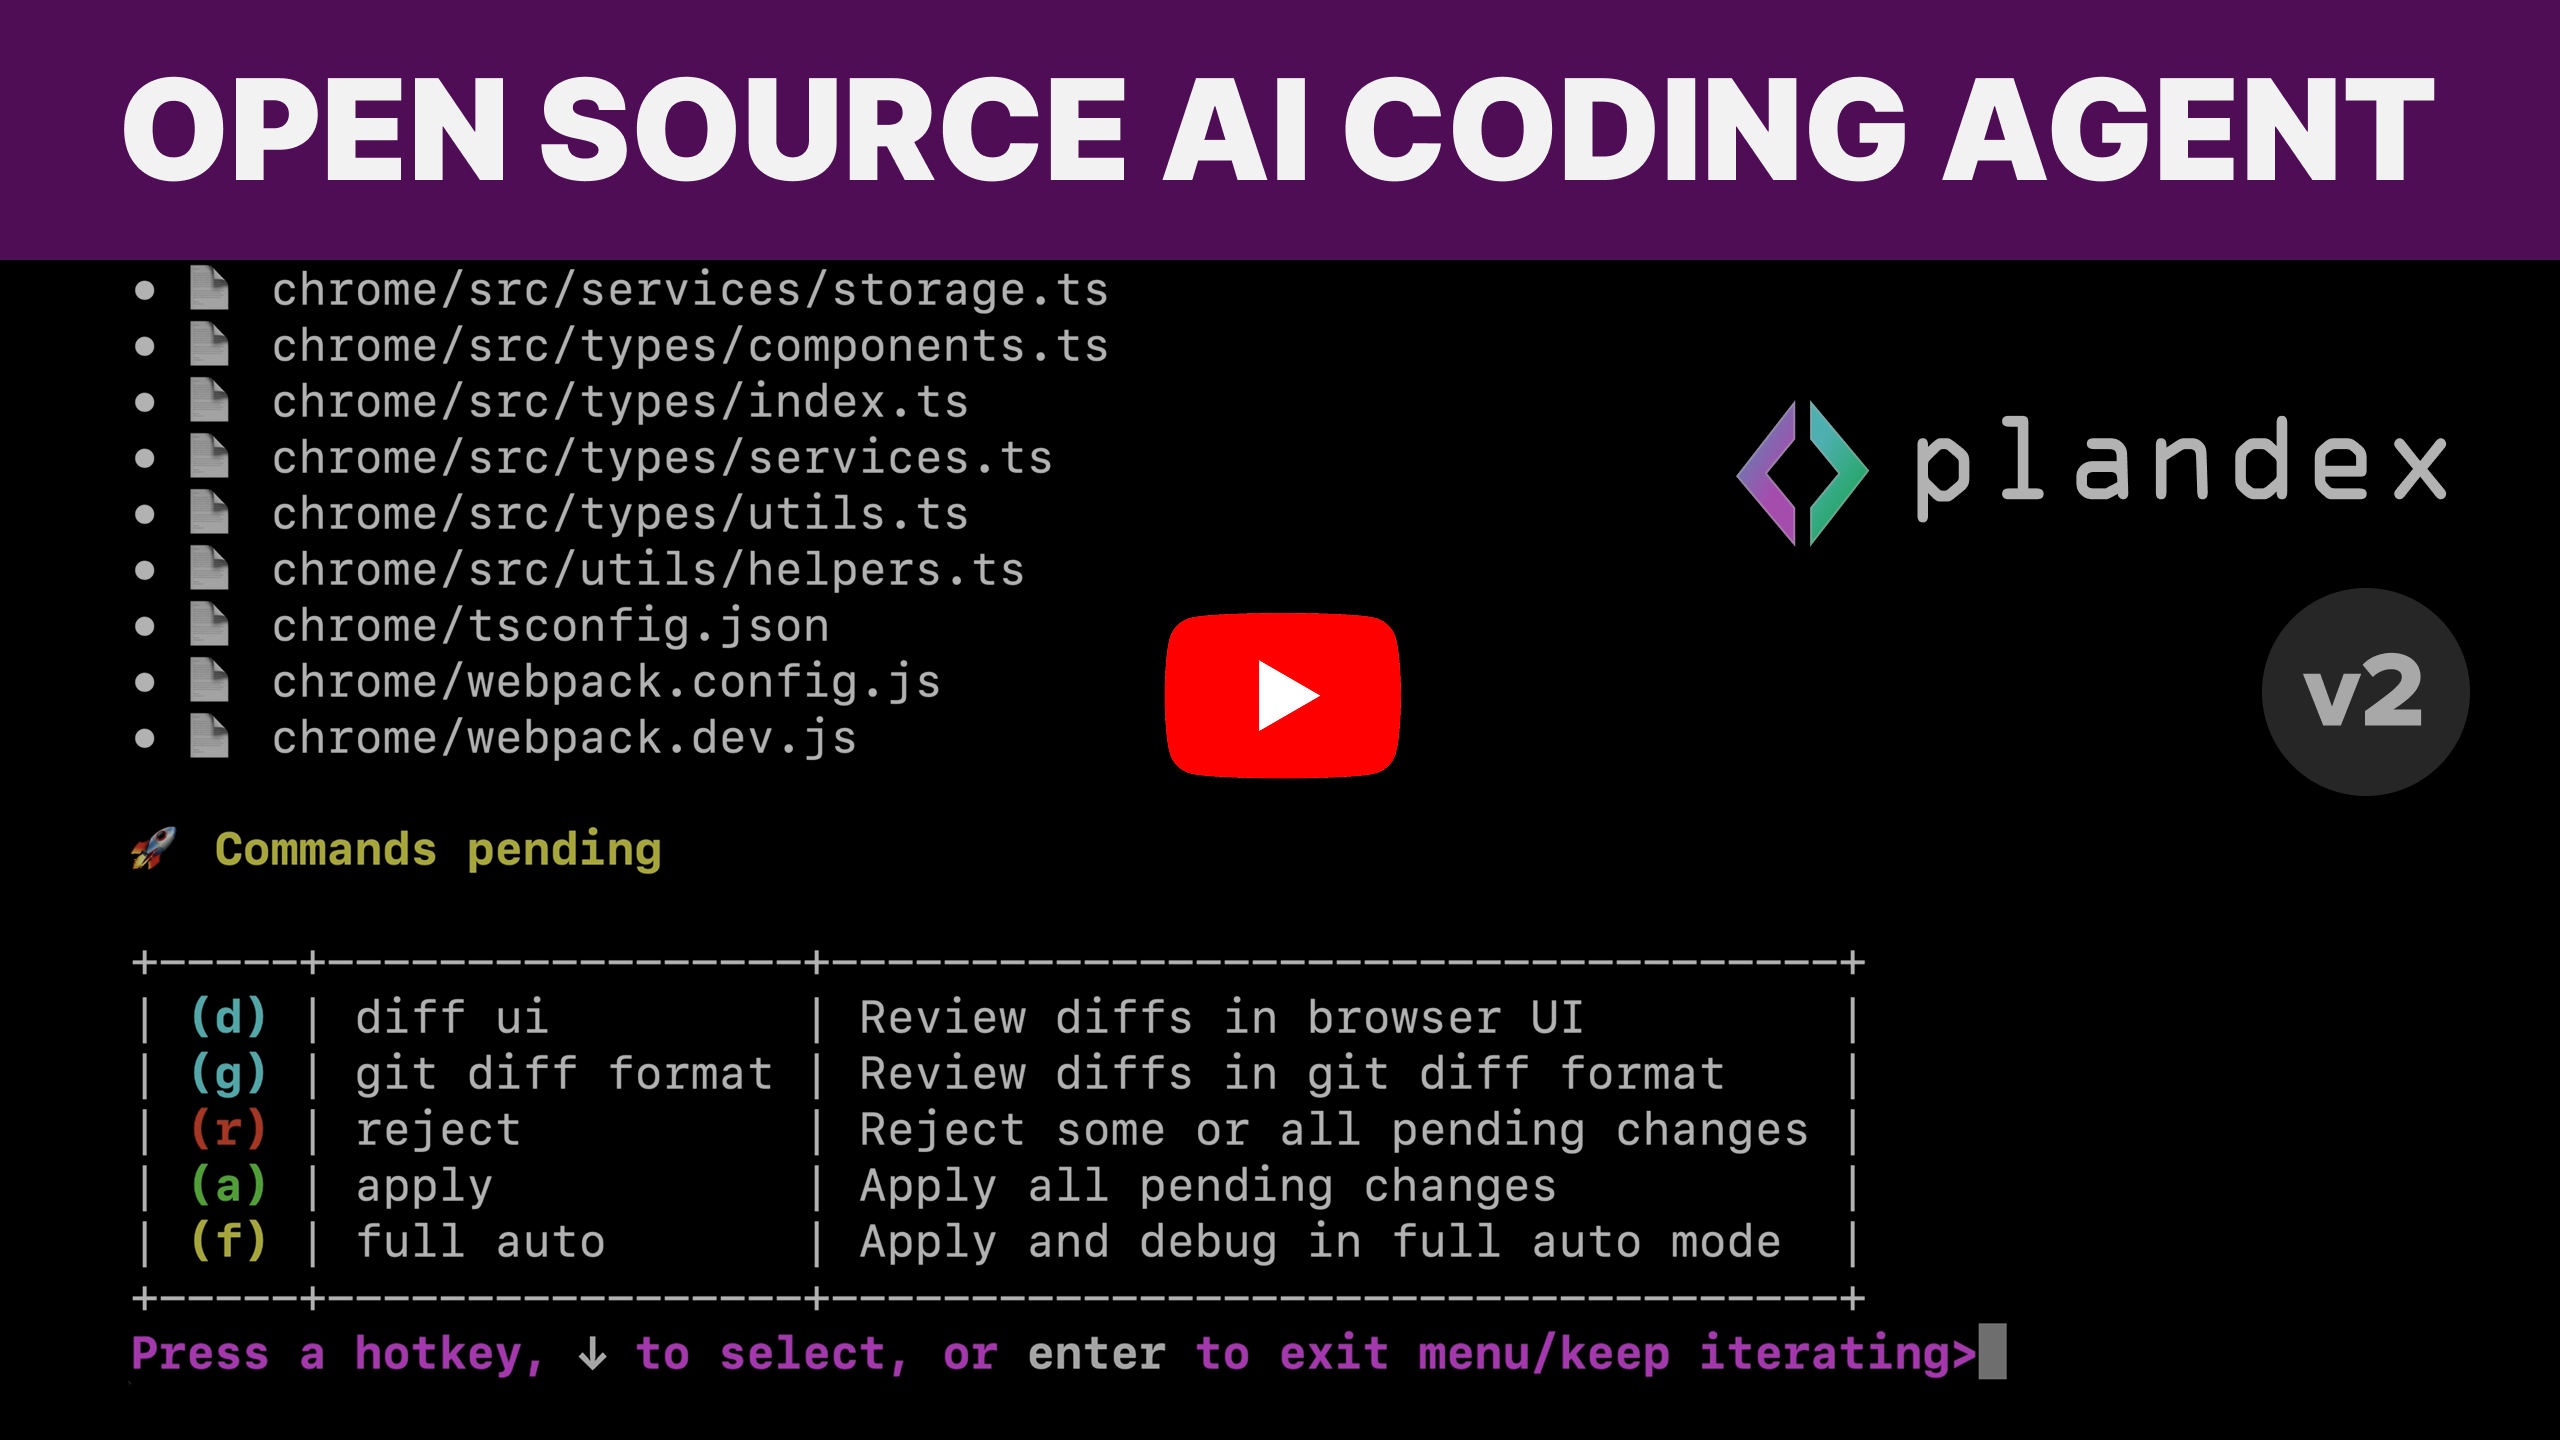 OPEN SOURCE AI CODING AGENT
• chrome/src/services/storage.ts
• chrome/src/types/components.ts
• chrome/src/types/index.ts
• chrome/src/types/services.ts
• chrome/src/types/utils.ts
• chrome/src/utils/helpers.ts
• chrome/tsconfig.json
• chrome/webpack.config.js
• chrome/webpack.dev.js
plandex
v2
🚀 Commands pending
+-----+-----------------+------------------------------------+
| (d) | diff ui         | Review diffs in browser UI         |
| (g) | git diff format | Review diffs in git diff format    |
| (r) | reject          | Reject some or all pending changes |
| (a) | apply           | Apply all pending changes          |
| (f) | full auto       | Apply and debug in full auto mode  |
+-----+-----------------+------------------------------------+
Press a hotkey, ↓ to select, or enter to exit menu/keep iterating>